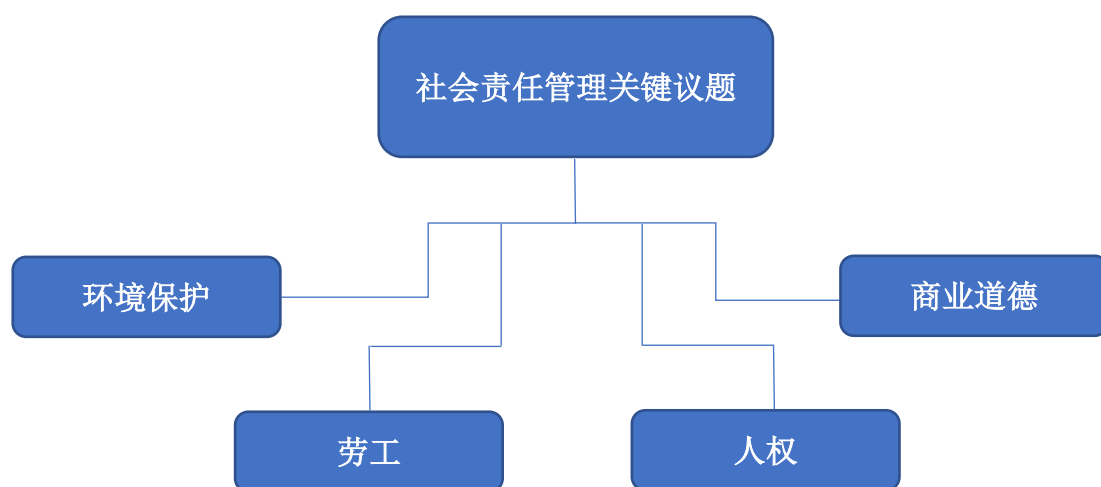 社会责任管理关键议题
环境保护
商业道德
劳工
人权